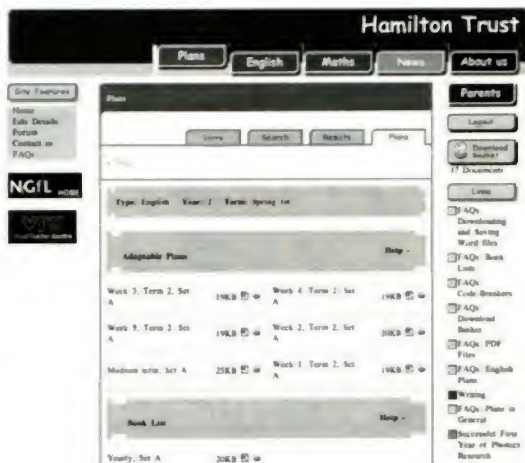 Hamilton Trust
Plans
English
Maths
News
About us
Site Features
Home
Edit Details
Forum
Contact us
FAQs
NGfL HOME
Plans
Search
Results
Plans
Type: English Year: 2 Term: Spring 1st
Adaptable Plans
Help -
Week 3, Term 2, Set A
19KB
Week 4, Term 2, Set A
19KB
Week 5, Term 2, Set A
19KB
Week 2, Term 2, Set A
20KB
Medium term, Set A
25KB
Week 1, Term 2, Set A
19KB
Book List
Help -
Yearly, Set A
20KB
Parents
Logout
Download Basket
17 Documents
Links
FAQs
Downloading
and Saving
Word files
FAQs Book
Lists
FAQs
Code Breakers
FAQs
Download
Basket
FAQs PDF
Files
FAQs English
Plans
Writing
FAQs Plans in
General
Successful First
Year of Phonics
Research